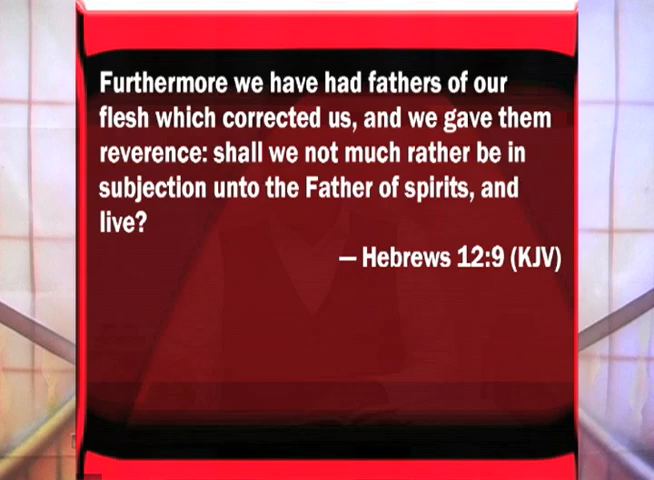 Furthermore we have had fathers of our
flesh which corrected us, and we gave them
reverence: shall we not much rather be in
subjection unto the Father of spirits, and
live?
— Hebrews 12:9 (KJV)